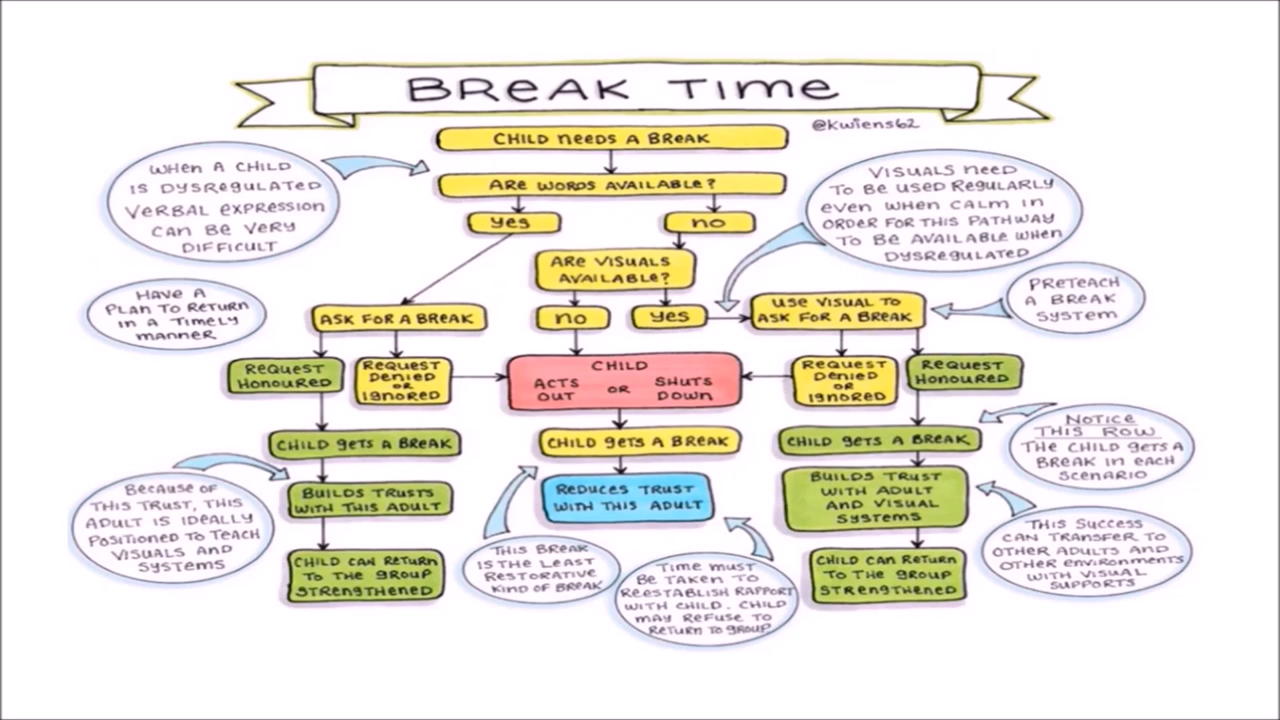 BREAK TIME
@kwiens62
CHILD NEEDS A BREAK
WHEN A CHILD
IS DYSREGULATED
VERBAL EXPRESSION
CAN BE VERY
DIFFICULT
ARE WORDS AVAILABLE?
VISUALS NEED
TO BE USED REGULARLY
EVEN WHEN CALM IN
ORDER FOR THIS PATHWAY
TO BE AVAILABLE WHEN
DYSREGULATED
YES
NO
ARE VISUALS
AVAILABLE?
HAVE A
PLAN TO RETURN
IN A TIMELY
MANNER
ASK FOR A BREAK
NO
YES
USE VISUAL TO
ASK FOR A BREAK
PRETEACH
A BREAK
SYSTEM
REQUEST
HONOURED
REQUEST
DENIED
OR
IGNORED
CHILD
ACTS
OUT
OR
SHUTS
DOWN
REQUEST
DENIED
OR
IGNORED
REQUEST
HONOURED
CHILD GETS A BREAK
CHILD GETS A BREAK
CHILD GETS A BREAK
NOTICE
THIS ROW
THE CHILD GETS A
BREAK IN EACH
SCENARIO
BECAUSE OF
THIS TRUST, THIS
ADULT IS IDEALLY
POSITIONED TO TEACH
VISUALS AND
SYSTEMS
BUILDS TRUSTS
WITH THIS ADULT
REDUCES TRUST
WITH THIS ADULT
BUILDS TRUST
WITH ADULT
AND VISUAL
SYSTEMS
THIS SUCCESS
CAN TRANSFER TO
OTHER ADULTS AND
OTHER ENVIRONMENTS
WITH VISUAL
SUPPORTS
CHILD CAN RETURN
TO THE GROUP
STRENGTHENED
THIS BREAK
IS THE LEAST
RESTORATIVE
KIND OF BREAK
TIME MUST
BE TAKEN TO
REESTABLISH RAPPORT
WITH CHILD. CHILD
MAY REFUSE TO
RETURN TO GROUP
CHILD CAN RETURN
TO THE GROUP
STRENGTHENED